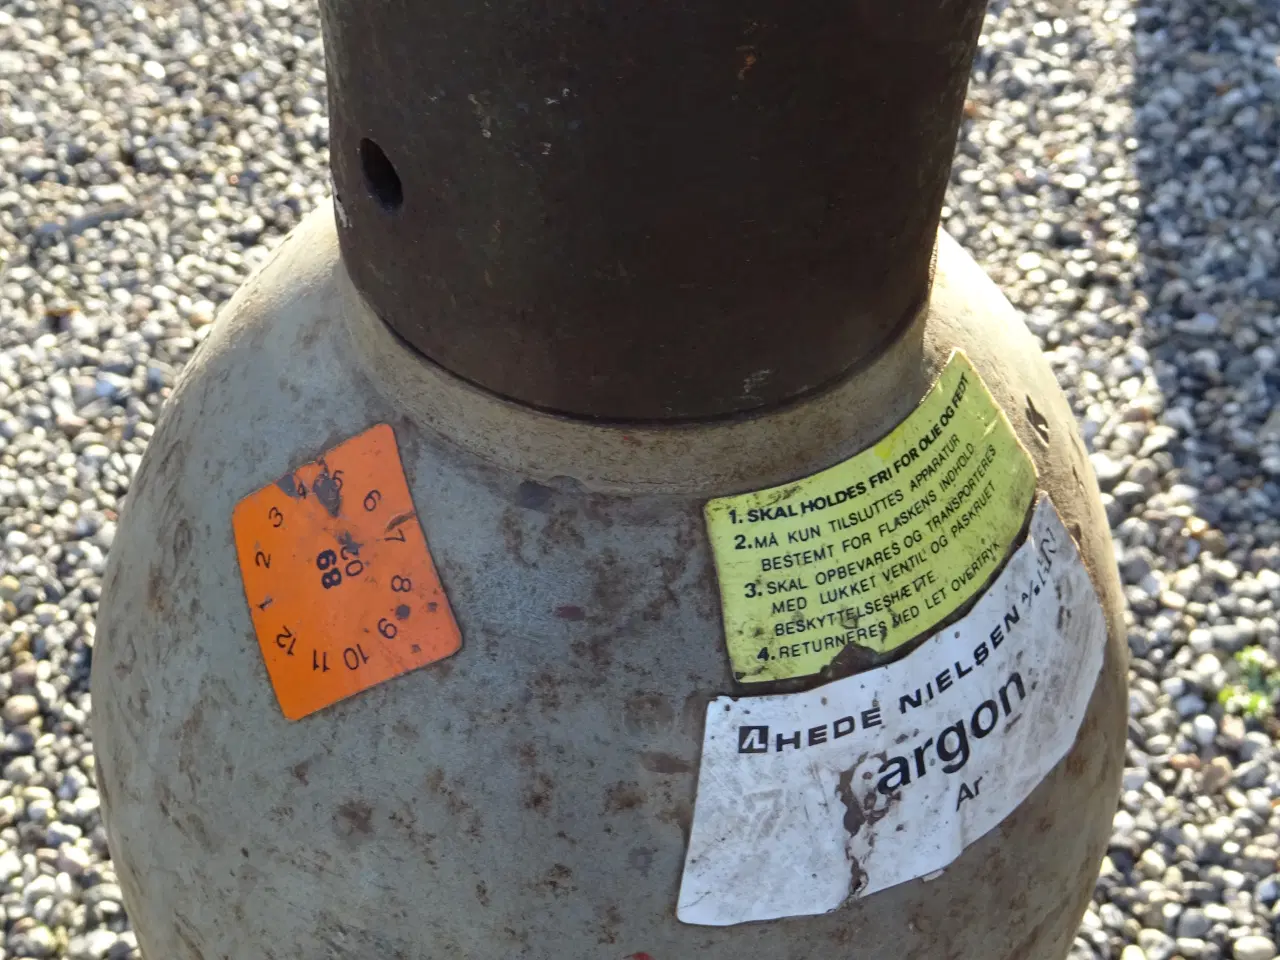 1 2 3 4 5 6 7 8 9 10 11 12
89
02
1. SKAL HOLDES FRI FOR OLIE OG FEDT
2. MÅ KUN TILSLUTTES APPARATUR
BESTEMT FOR FLASKENS INDHOLD
3. SKAL OPBEVARES OG TRANSPORTERES
MED LUKKET VENTIL OG PÅSKRUET
BESKYTTELSESHÆTTE
4. RETURNERES MED LET OVERTRYK
HEDE NIELSEN A/S
argon
Ar